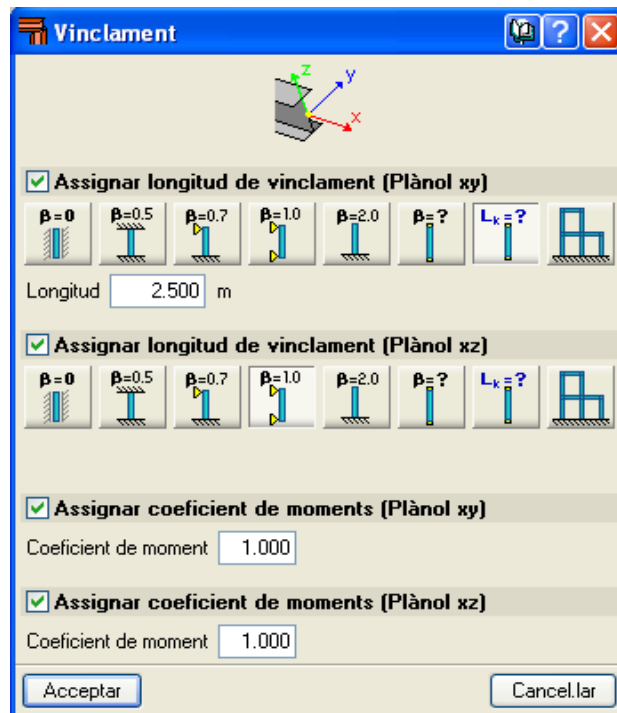 Vinclament
?
z
y
x
Assignar longitud de vinclament (Plànol xy)
β=0 β=0.5 β=0.7 β=1.0 β=2.0 β=? Lₖ=?
Longitud 2.500 m
Assignar longitud de vinclament (Plànol xz)
β=0 β=0.5 β=0.7 β=1.0 β=2.0 β=? Lₖ=?
Assignar coeficient de moments (Plànol xy)
Coeficient de moment 1.000
Assignar coeficient de moments (Plànol xz)
Coeficient de moment 1.000
Acceptar Cancel.lar